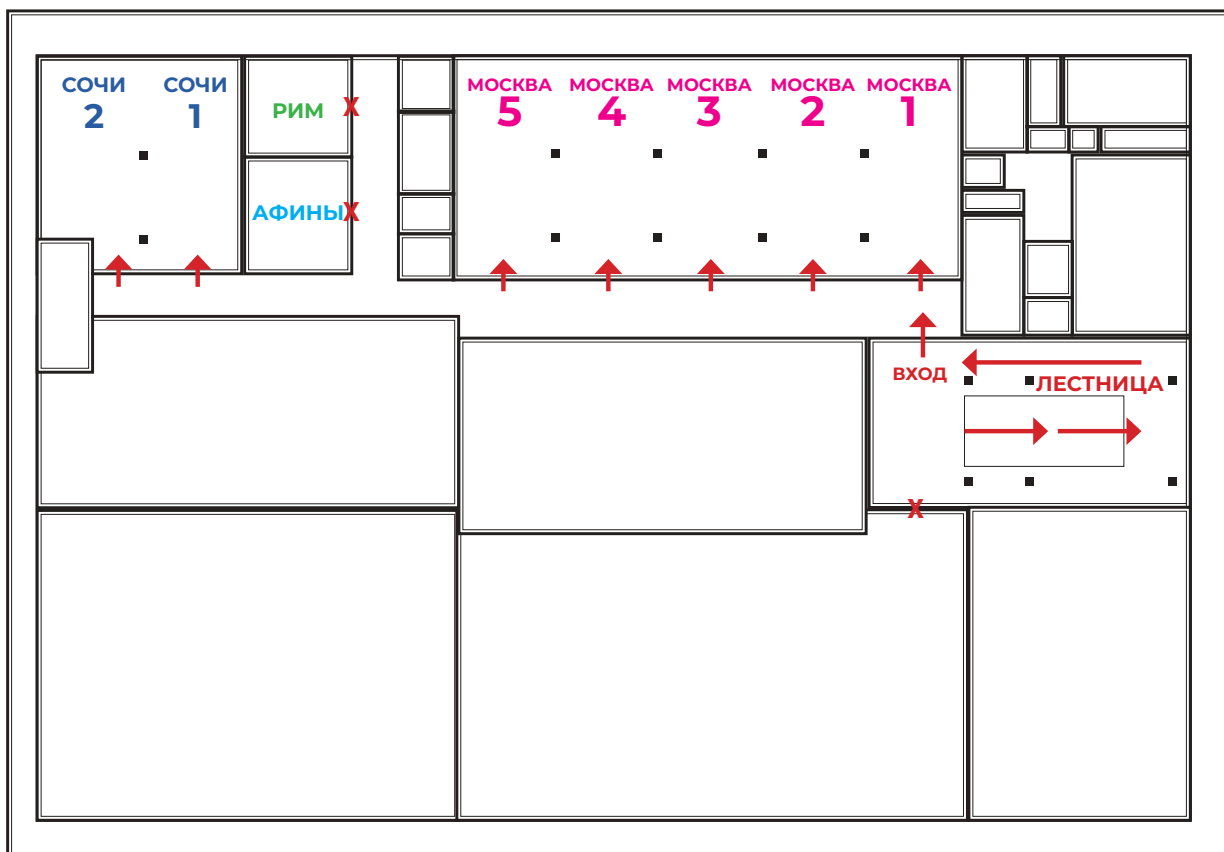 СОЧИ
2
СОЧИ
1
РИМ
X
АФИНЫ
X
МОСКВА
5
МОСКВА
4
МОСКВА
3
МОСКВА
2
МОСКВА
1
ВХОД
ЛЕСТНИЦА
X